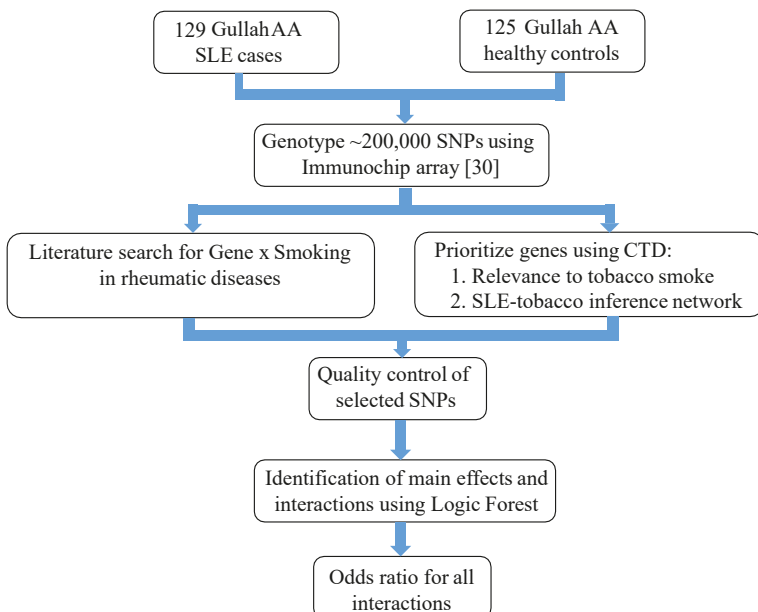 129 Gullah AA
SLE cases
125 Gullah AA
healthy controls
Genotype ~200,000 SNPs using
Immunochip array [30]
Literature search for Gene x Smoking
in rheumatic diseases
Prioritize genes using CTD:
1. Relevance to tobacco smoke
2. SLE-tobacco inference network
Quality control of
selected SNPs
Identification of main effects and
interactions using Logic Forest
Odds ratio for all
interactions